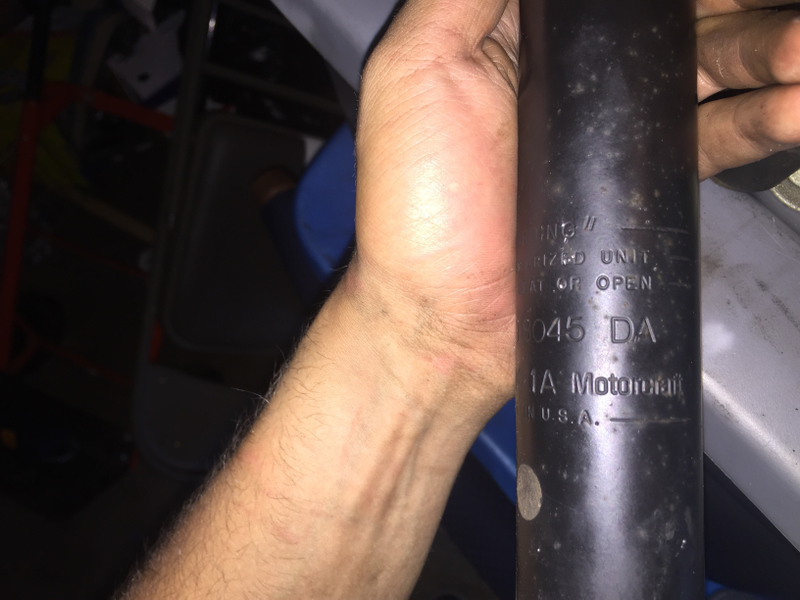 ING"
RIZED UNIT
AT OR OPEN
045 DA
1A Motorcraft
U.S.A.